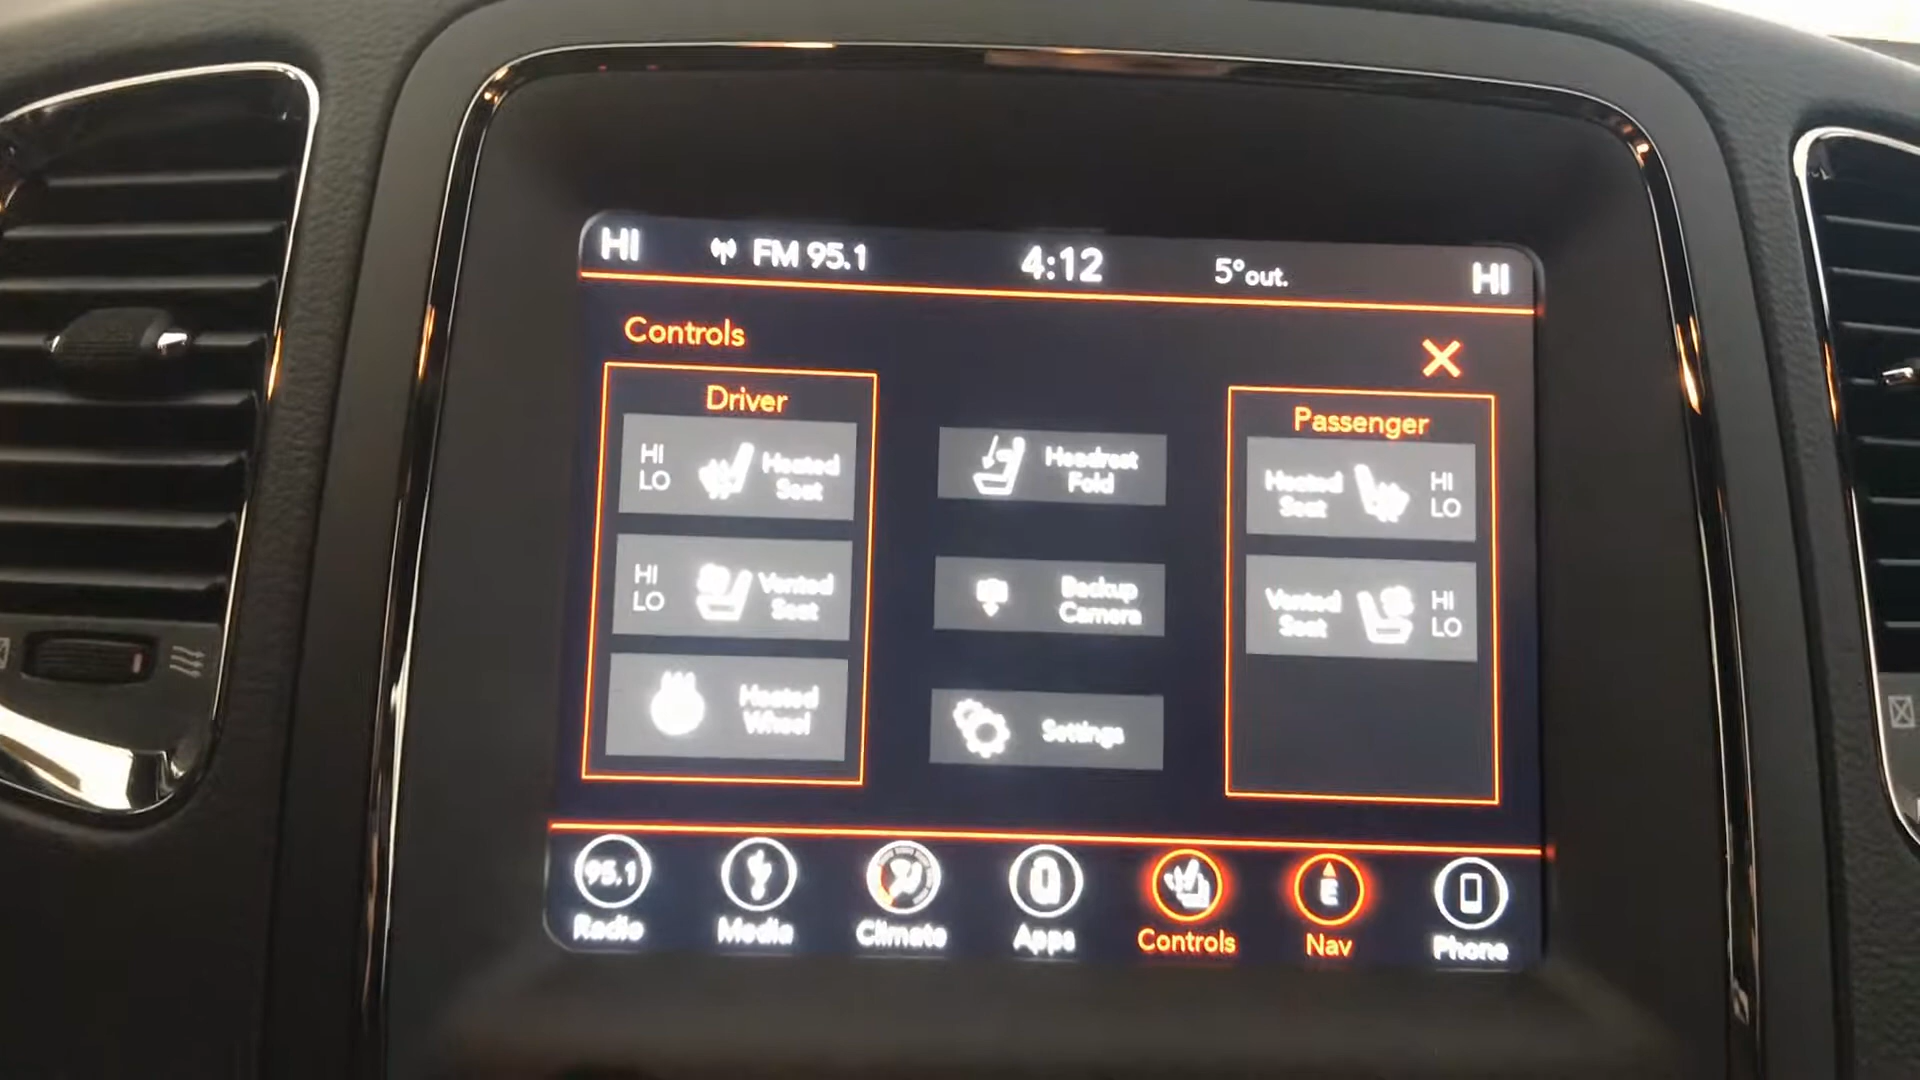 HI FM 95.1 4:12 5°out. HI
Controls
Driver
HI
LO
Heated
Seat
HI
LO
Vented
Seat
Heated
Wheel
Headrest
Fold
Backup
Camera
Settings
Passenger
Heated
Seat
HI
LO
Vented
Seat
HI
LO
95.1
E
Radio Media Climate Apps Controls Nav Phone